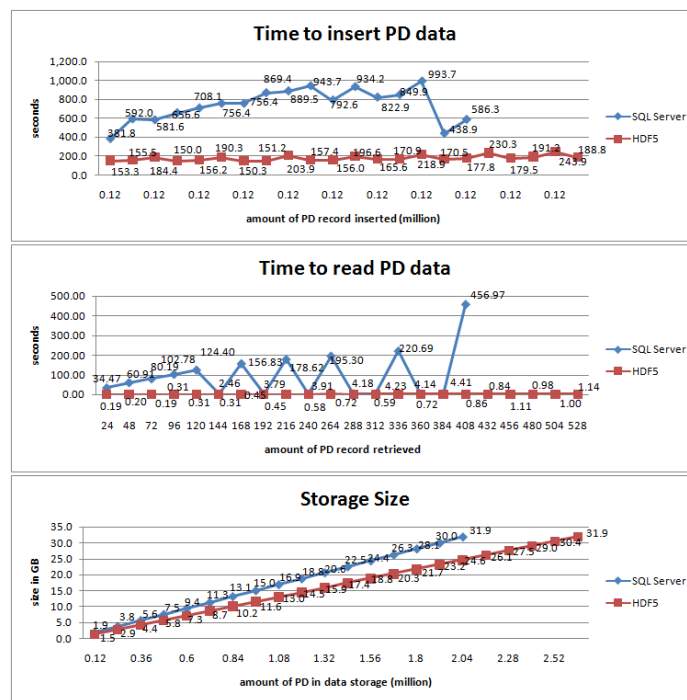 Time to insert PD data
1,200.0
1,000.0
800.0
600.0
400.0
200.0
0.0
seconds
381.8 592.0 581.6 656.6 708.1 756.4 756.4 869.4 889.5 943.7 792.6 934.2 822.9 849.9 993.7 438.9 586.3
153.3 155.5 184.4 150.0 156.2 190.3 150.3 151.2 203.9 157.4 156.0 196.6 165.6 170.9 218.9 170.5 177.8 230.3 179.5 191.2 243.9 188.8
0.12 0.12 0.12 0.12 0.12 0.12 0.12 0.12 0.12 0.12 0.12
amount of PD record inserted (million)
SQL Server
HDF5
Time to read PD data
500.00
400.00
300.00
200.00
100.00
0.00
seconds
34.47 60.91 80.19 102.78 124.40 2.46 156.83 3.79 178.62 3.91 195.30 4.18 4.23 220.69 4.14 4.41 456.97
0.19 0.20 0.19 0.31 0.31 0.31 0.45 0.45 0.58 0.72 0.59 0.72 0.86 0.84 1.11 0.98 1.00 1.14
24 48 72 96 120 144 168 192 216 240 264 288 312 336 360 384 408 432 456 480 504 528
amount of PD record retrieved
SQL Server
HDF5
Storage Size
35.0
30.0
25.0
20.0
15.0
10.0
5.0
0.0
size in GB
1.9 3.8 5.6 7.5 9.4 11.3 13.1 15.0 16.9 18.8 20.6 22.5 24.4 26.3 28.1 30.0 31.9
1.5 2.9 4.4 5.8 7.3 8.7 10.2 11.6 13.0 14.5 15.9 17.4 18.8 20.3 21.7 23.2 24.6 26.1 27.5 29.0 30.4 31.9
0.12 0.36 0.6 0.84 1.08 1.32 1.56 1.8 2.04 2.28 2.52
amount of PD in data storage (million)
SQL Server
HDF5